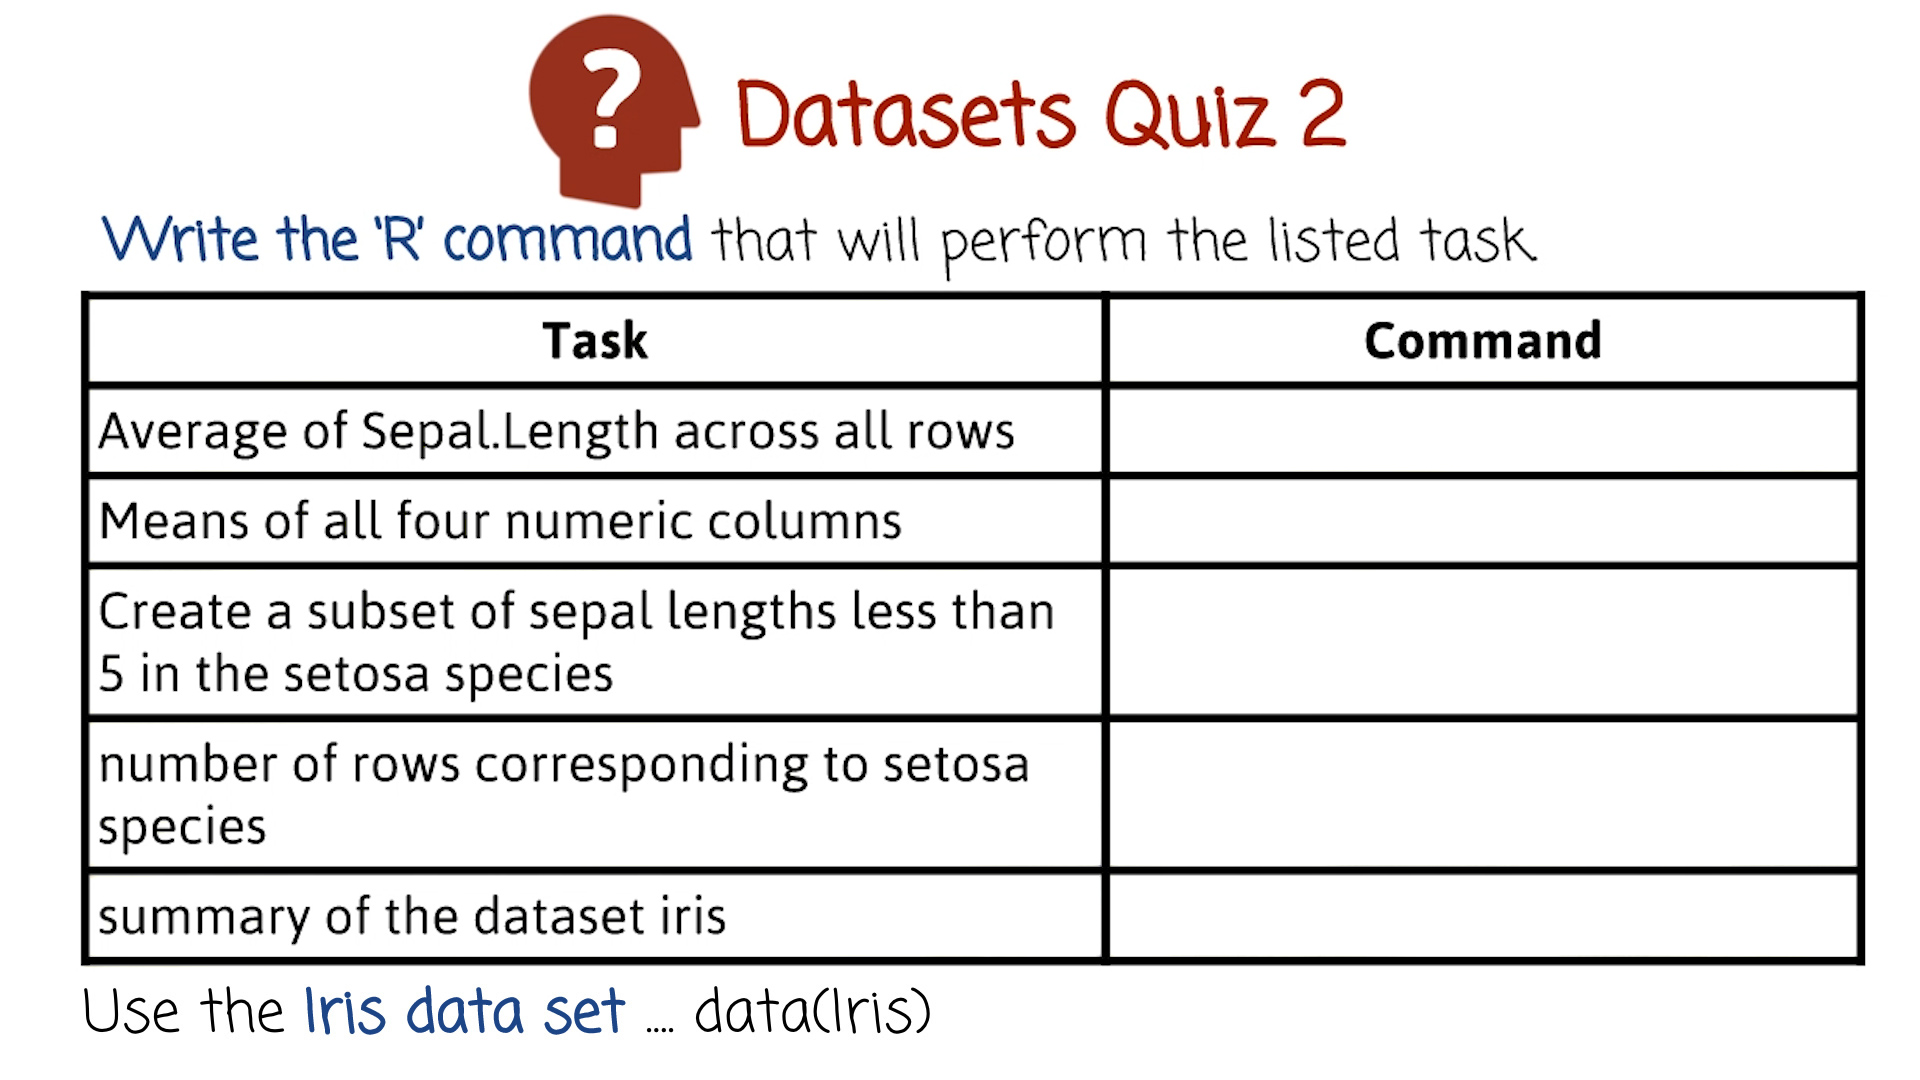 ?
Datasets Quiz 2
Write the 'R' command that will perform the listed task
Task
Command
Average of Sepal.Length across all rows
Means of all four numeric columns
Create a subset of sepal lengths less than
5 in the setosa species
number of rows corresponding to setosa
species
summary of the dataset iris
Use the Iris data set .... data(Iris)